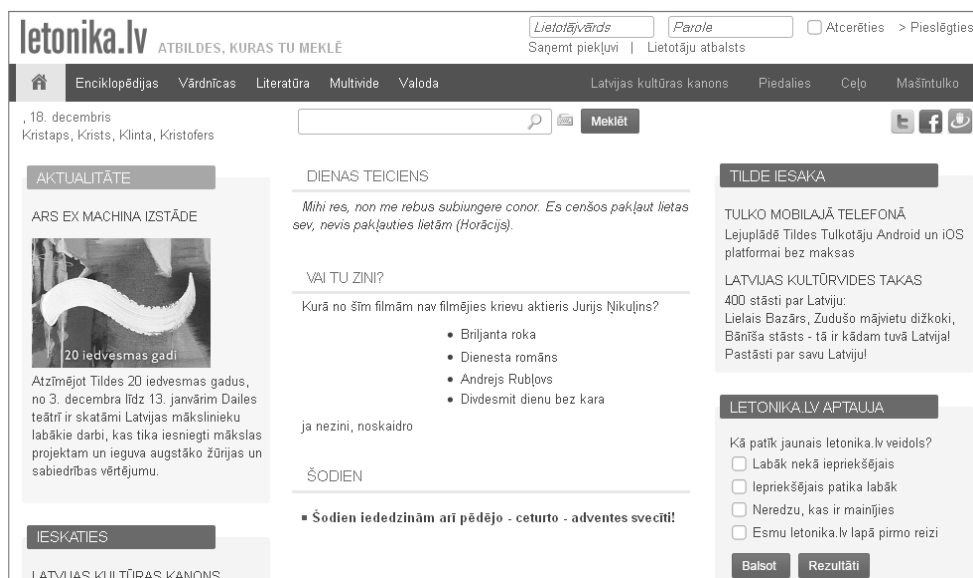 letonika.lv ATBILDES, KURAS TU MEKLĒ
Lietotājvārds Parole Atcerēties > Pieslēgties
Saņemt piekļuvi | Lietotāju atbalsts
Enciklopēdijas Vārdnīcas Literatūra Multivide Valoda Latvijas kultūras kanons Piedalies Ceļo Mašīntulko
, 18. decembris
Kristaps, Krists, Klinta, Kristofers
Meklēt
AKTUALITĀTE
ARS EX MACHINA IZSTĀDE
20 iedvesmas gadi
Atzīmējot Tildes 20 iedvesmas gadus,
no 3. decembra līdz 13. janvārim Dailes
teātrī ir skatāmi Latvijas mākslinieku
labākie darbi, kas tika iesniegti mākslas
projektam un ieguva augstāko žūrijas un
sabiedrības vērtējumu.
IESKATIES
LATVIJAS KULTŪRAS KANONS
DIENAS TEICIENS
Mihi res, non me rebus subiungere conor. Es cenšos pakļaut lietas
sev, nevis pakļauties lietām (Horācijs).
VAI TU ZINI?
Kurā no šīm filmām nav filmējies krievu aktieris Jurijs Ņikuļins?
• Briljanta roka
• Dienesta romāns
• Andrejs Rubļovs
• Divdesmit dienu bez kara
ja nezini, noskaidro
ŠODIEN
▪ Šodien iededzinām arī pēdējo - ceturto - adventes svecīti!
TILDE IESAKA
TULKO MOBILAJĀ TELEFONĀ
Lejuplādē Tildes Tulkotāju Android un iOS
platformai bez maksas
LATVIJAS KULTŪRVIDES TAKAS
400 stāsti par Latviju:
Lielais Bazārs, Zudušo mājvietu dižkoki,
Bānīša stāsts - tā ir kādam tuvā Latvija!
Pastāsti par savu Latviju!
LETONIKA.LV APTAUJA
Kā patīk jaunais letonika.lv veidols?
Labāk nekā iepriekšējais
Iepriekšējais patika labāk
Neredzu, kas ir mainījies
Esmu letonika.lv lapā pirmo reizi
Balsot Rezultāti